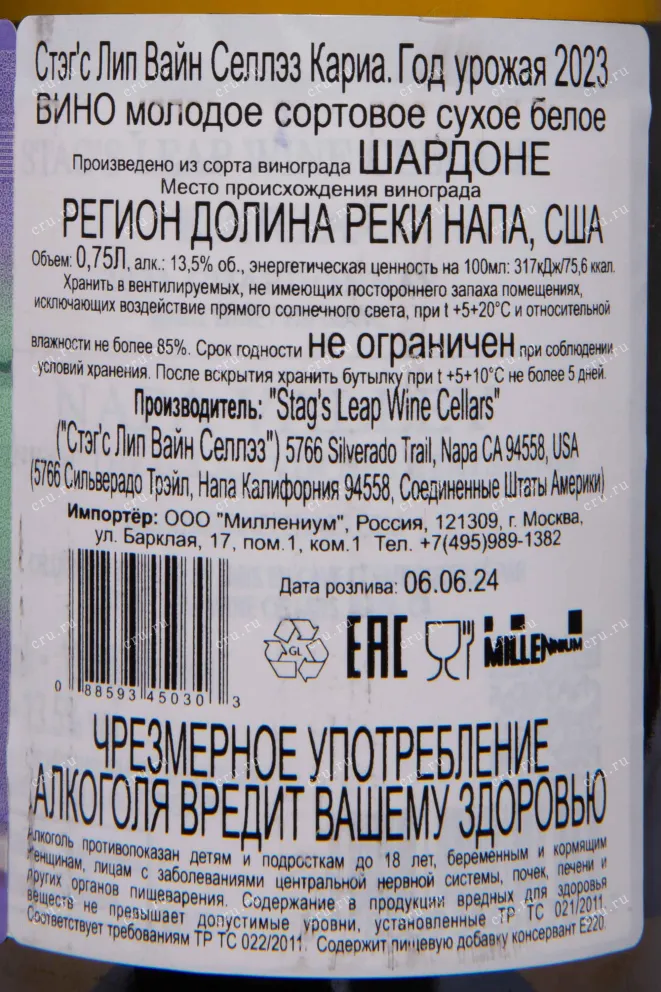 Стэг'с Лип Вайн Селлэз Кариа. Год урожая 2023
ВИНО молодое сортовое сухое белое
Произведено из сорта винограда ШАРДОНЕ
Место происхождения винограда
РЕГИОН ДОЛИНА РЕКИ НАПА, США
Объем: 0,75Л, алк.: 13,5% об., энергетическая ценность на 100мл: 317кДж/75,6 ккал.
Хранить в вентилируемых, не имеющих постороннего запаха помещениях,
исключающих воздействие прямого солнечного света, при t +5+20°С и относительной
влажности не более 85%. Срок годности не ограничен при соблюдении
условий хранения. После вскрытия хранить бутылку при t +5+10°С не более 5 дней.
Производитель: "Stag's Leap Wine Cellars"
("Стэг'с Лип Вайн Селлэз") 5766 Silverado Trail, Napa CA 94558, USA
(5766 Сильверадо Трэйл, Напа Калифорния 94558, Соединенные Штаты Америки)
Импортёр: ООО "Миллениум", Россия, 121309, г. Москва,
ул. Барклая, 17, пом.1, ком.1 Тел. +7(495)989-1382
Дата розлива: 06.06.24
AGL EAC MILLENNIUM
0 88593 45030 3
ЧРЕЗМЕРНОЕ УПОТРЕБЛЕНИЕ
АЛКОГОЛЯ ВРЕДИТ ВАШЕМУ ЗДОРОВЬЮ
Алкоголь противопоказан детям и подросткам до 18 лет, беременным и кормящим
женщинам, лицам с заболеваниями центральной нервной системы, почек, печени и
других органов пищеварения. Содержание в продукции вредных для здоровья
веществ не превышает допустимые уровни, установленные ТР ТС 021/2011.
Соответствует требованиям ТР ТС 022/2011. Содержит пищевую добавку консервант Е220.